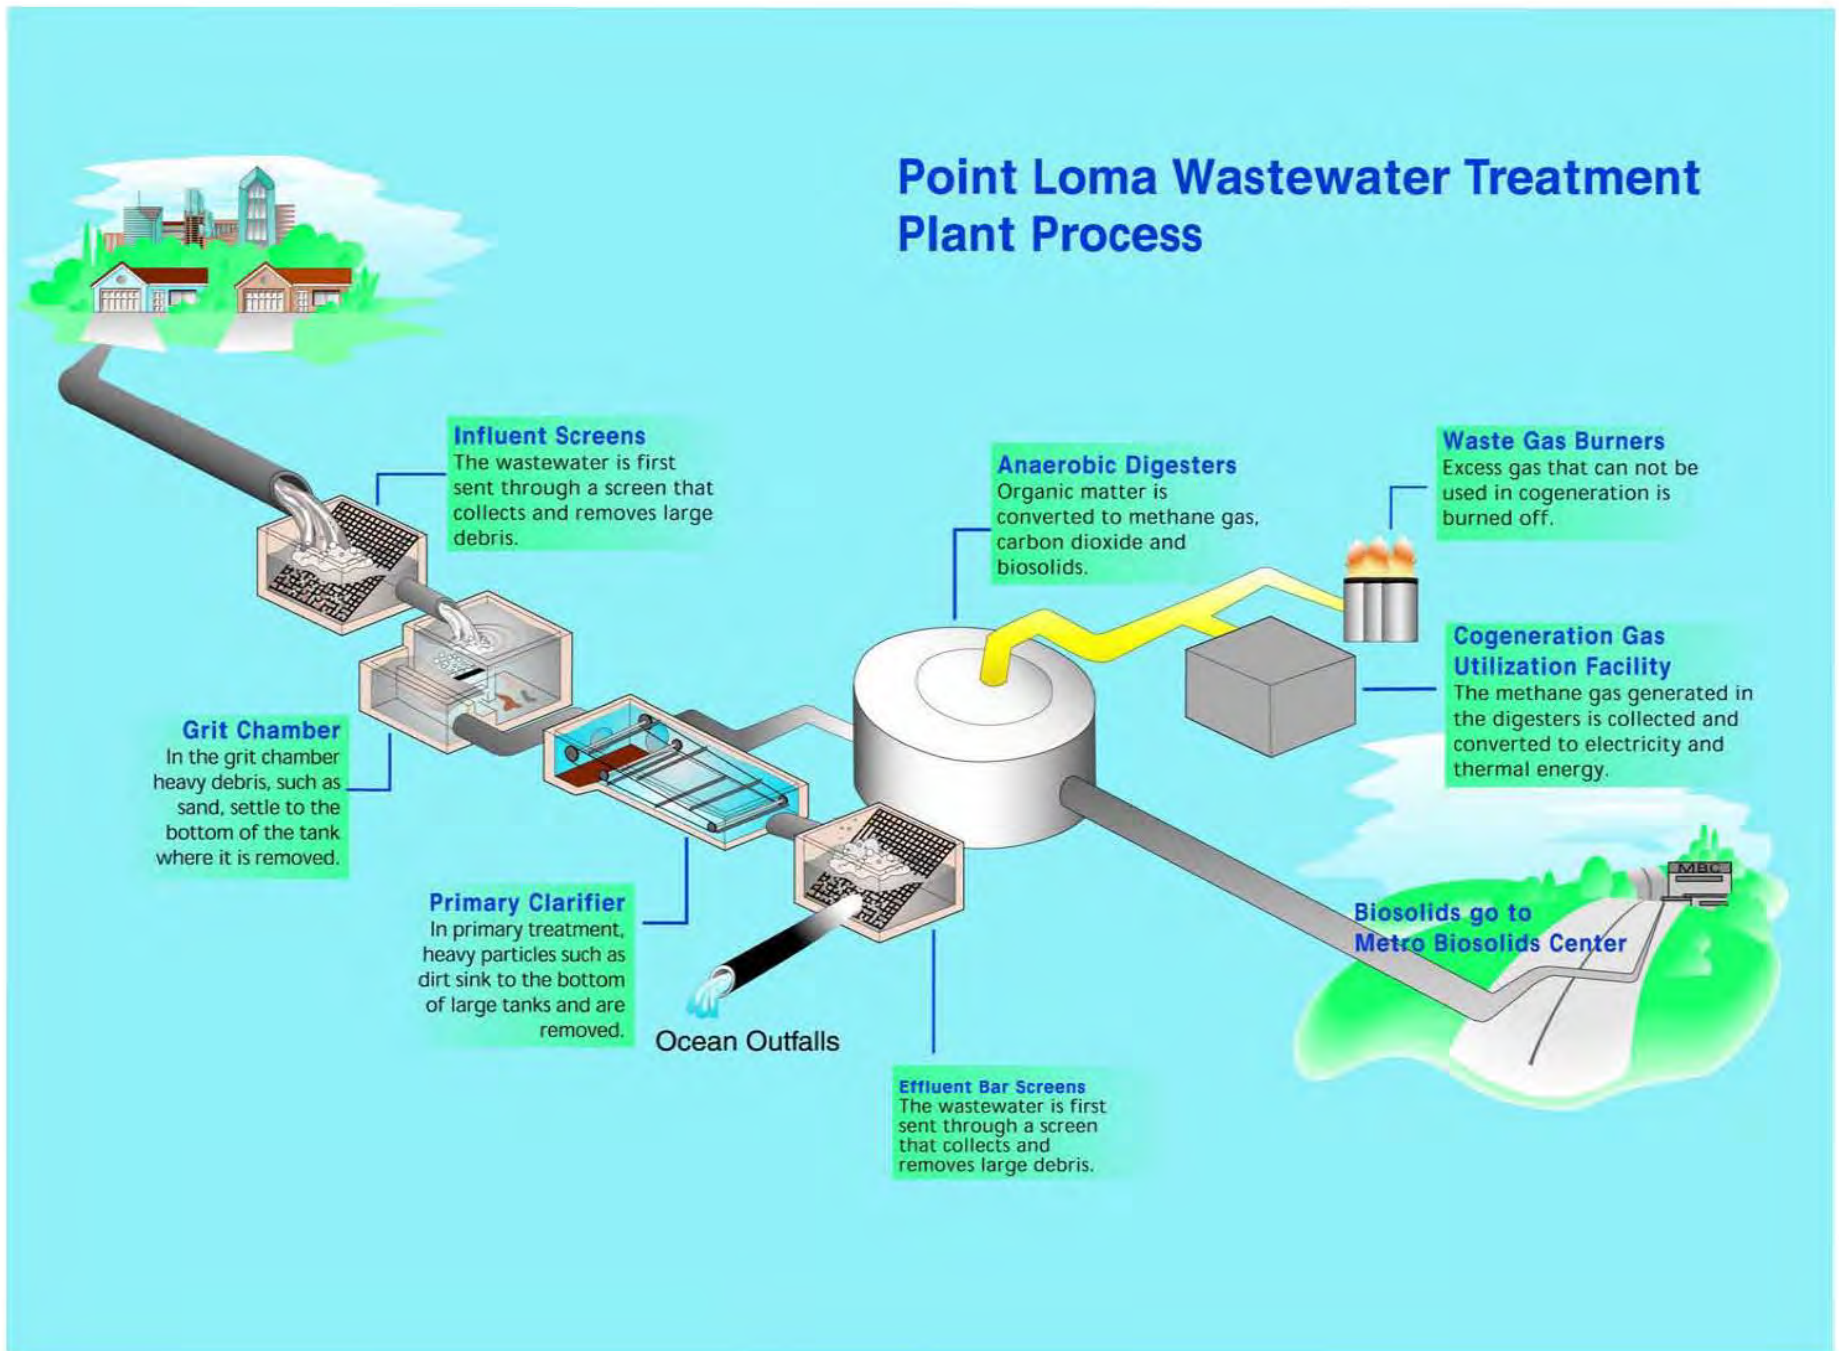 Point Loma Wastewater Treatment
Plant Process
Influent Screens
The wastewater is first
sent through a screen that
collects and removes large
debris.
Grit Chamber
In the grit chamber
heavy debris, such as
sand, settle to the
bottom of the tank
where it is removed.
Primary Clarifier
In primary treatment,
heavy particles such as
dirt sink to the bottom
of large tanks and are
removed.
Ocean Outfalls
Effluent Bar Screens
The wastewater is first
sent through a screen
that collects and
removes large debris.
Anaerobic Digesters
Organic matter is
converted to methane gas,
carbon dioxide and
biosolids.
Waste Gas Burners
Excess gas that can not be
used in cogeneration is
burned off.
Cogeneration Gas
Utilization Facility
The methane gas generated in
the digesters is collected and
converted to electricity and
thermal energy.
MBC
Biosolids go to
Metro Biosolids Center